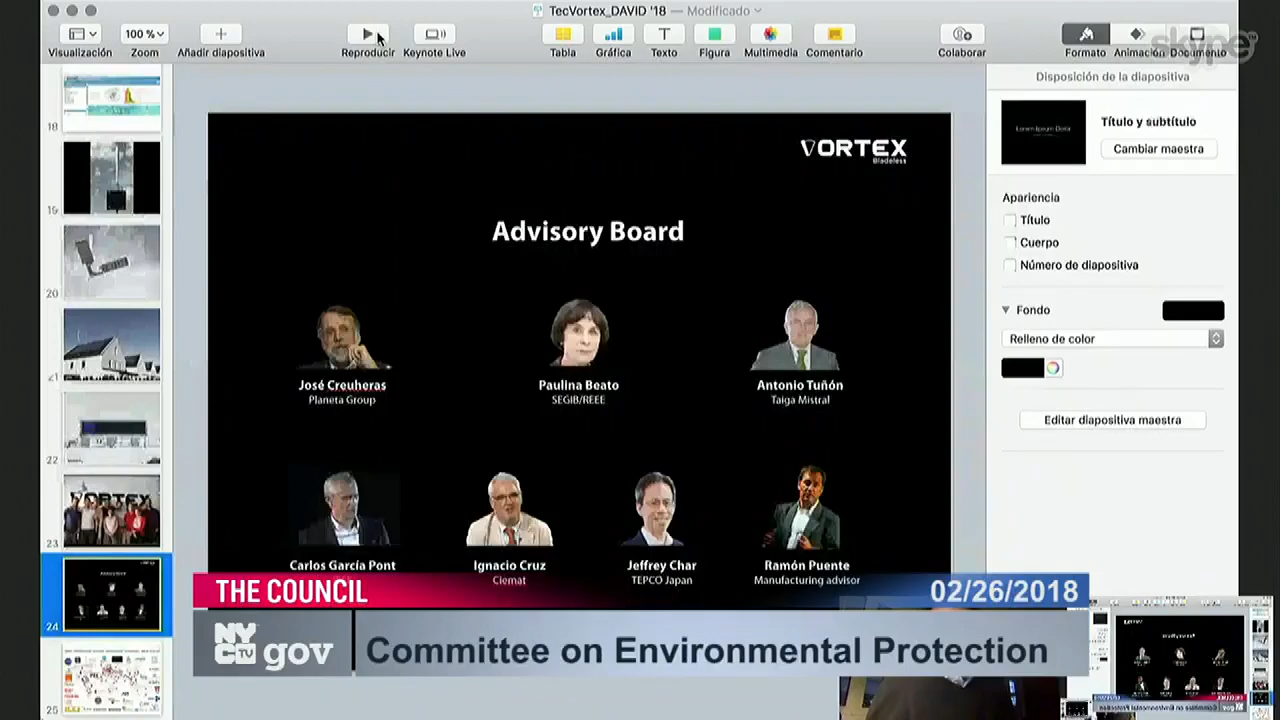 TecVortex_DAVID '18 — Modificado
100 %
Visualización Zoom Añadir diapositiva Reproducir Keynote Live Tabla Gráfica Texto Figura Multimedia Comentario Colaborar Formato Animación Documento
skype
Disposición de la diapositiva
Título y subtítulo
Cambiar maestra
Apariencia
Título
Cuerpo
Número de diapositiva
Fondo
Relleno de color
Editar diapositiva maestra
18
19
20
21
22
VORTEX
23
24
25
VORTEX
Bladeless
Advisory Board
José Creuheras
Planeta Group
Paulina Beato
SEGIB/REEE
Antonio Tuñón
Taiga Mistral
Carlos García Pont
Ignacio Cruz
Ciemat
Jeffrey Char
TEPCO Japan
Ramón Puente
Manufacturing advisor
THE COUNCIL
02/26/2018
NYC TV gov
Committee on Environmental Protection